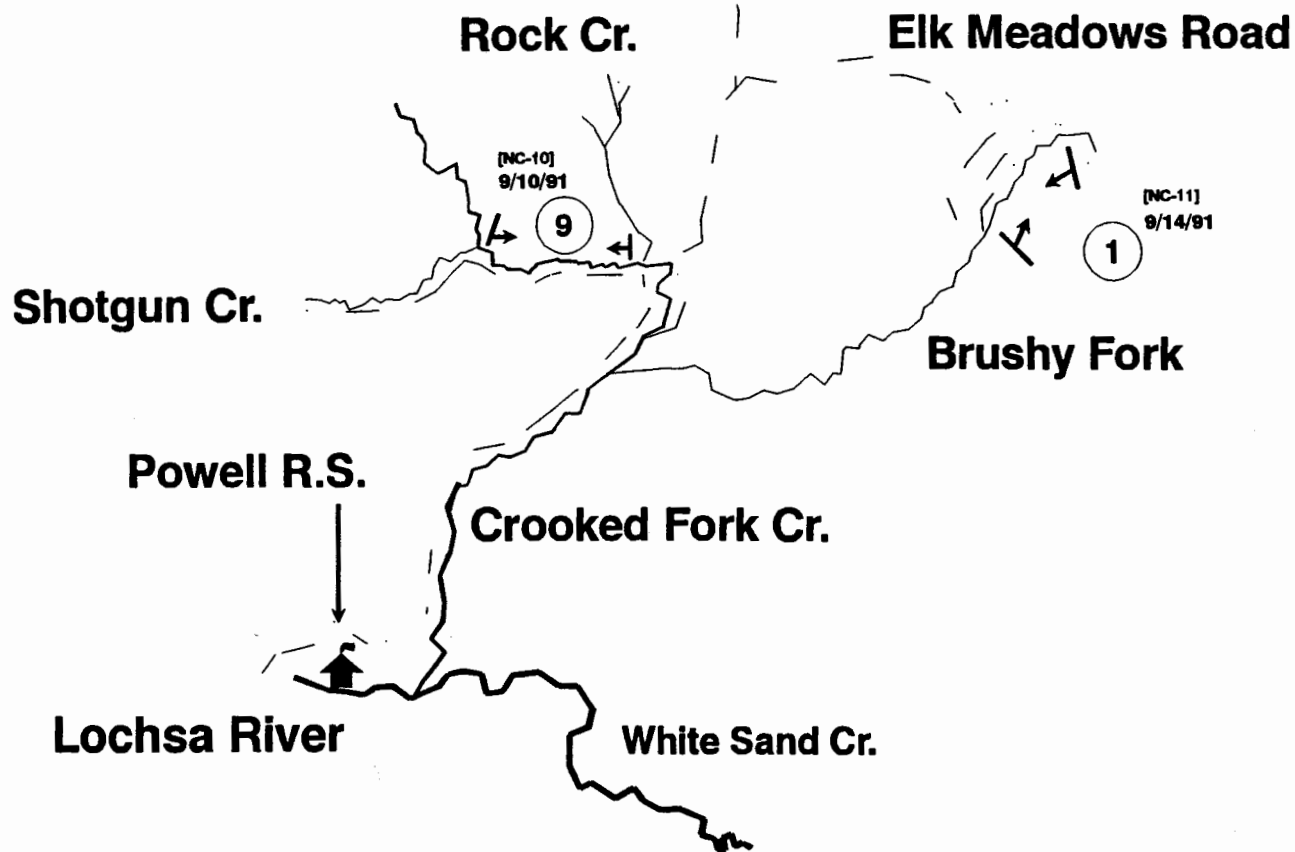 Rock Cr.
Elk Meadows Road
[NC-10]
9/10/91
9
[NC-11]
9/14/91
1
Shotgun Cr.
Brushy Fork
Powell R.S.
Crooked Fork Cr.
Lochsa River
White Sand Cr.